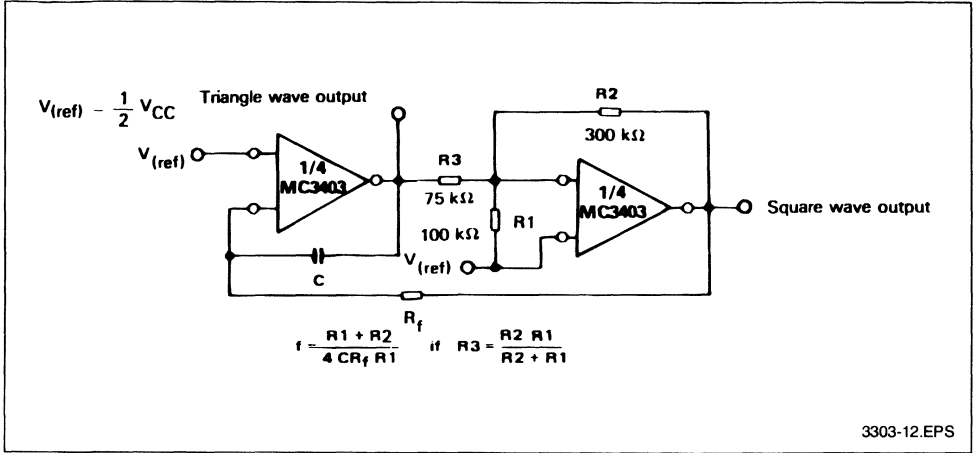 V(ref) – 1/2 VCC
Triangle wave output
V(ref)
1/4
MC3403
C
R3
75 kΩ
R2
300 kΩ
100 kΩ
R1
V(ref)
1/4
MC3403
Square wave output
Rf
f = R1 + R2 / 4 CRf R1 if R3 = R2 R1 / R2 + R1
3303-12.EPS